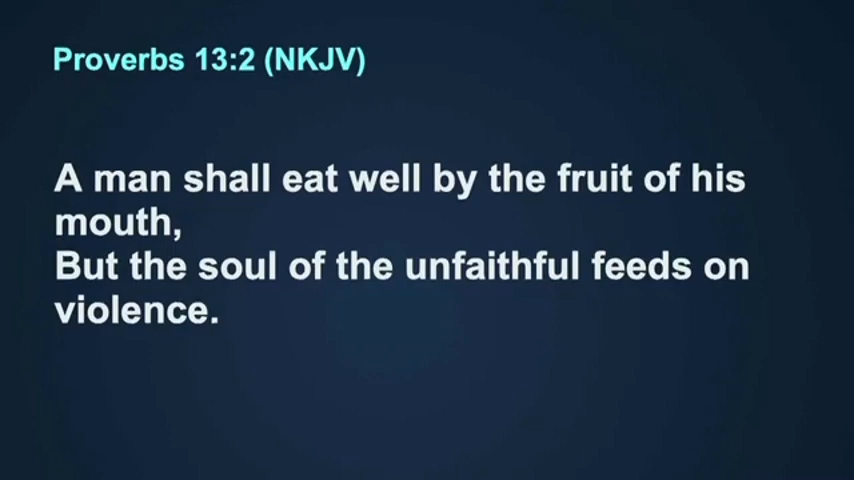 Proverbs 13:2 (NKJV)
A man shall eat well by the fruit of his
mouth,
But the soul of the unfaithful feeds on
violence.